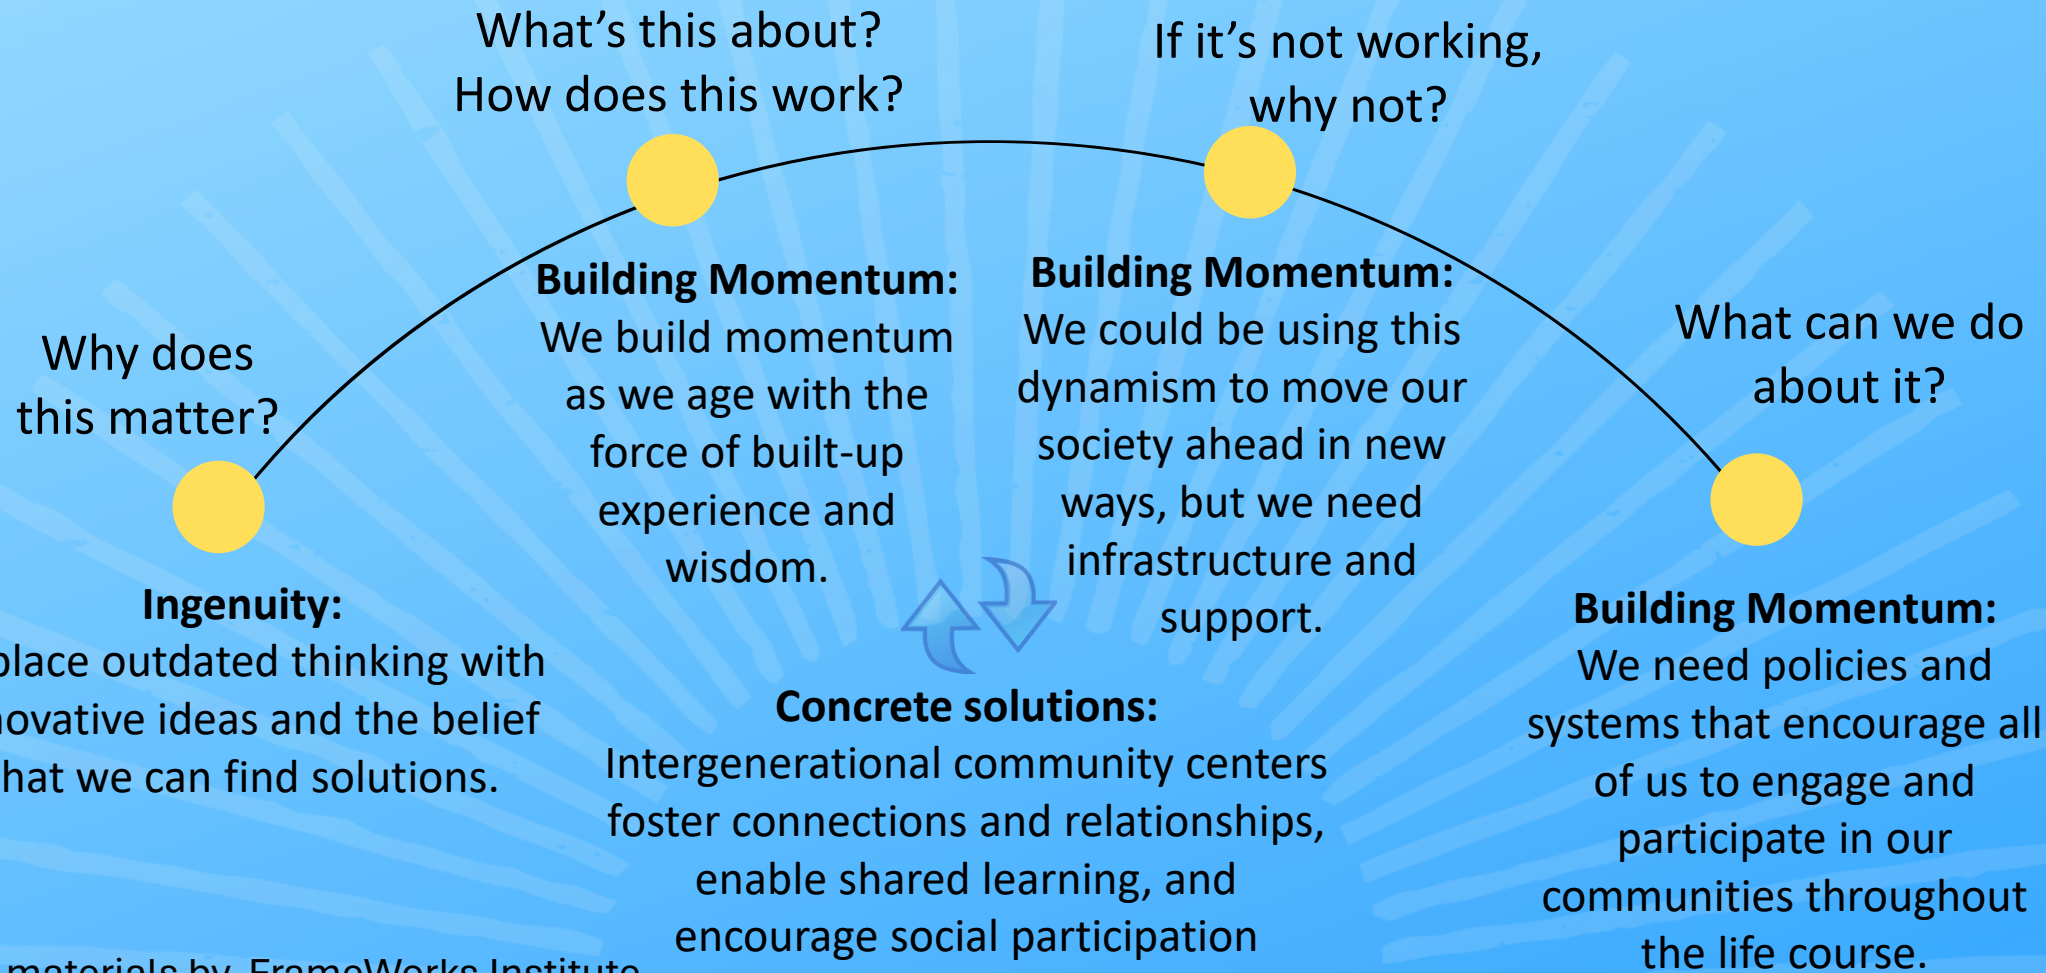 What's this about?
How does this work?
If it's not working,
why not?
Why does
this matter?
What can we do
about it?
Building Momentum:
We build momentum
as we age with the
force of built-up
experience and
wisdom.
Building Momentum:
We could be using this
dynamism to move our
society ahead in new
ways, but we need
infrastructure and
support.
Ingenuity:
place outdated thinking with
novative ideas and the belief
hat we can find solutions.
Concrete solutions:
Intergenerational community centers
foster connections and relationships,
enable shared learning, and
encourage social participation
Building Momentum:
We need policies and
systems that encourage all
of us to engage and
participate in our
communities throughout
the life course.
materials by FrameWorks Institute